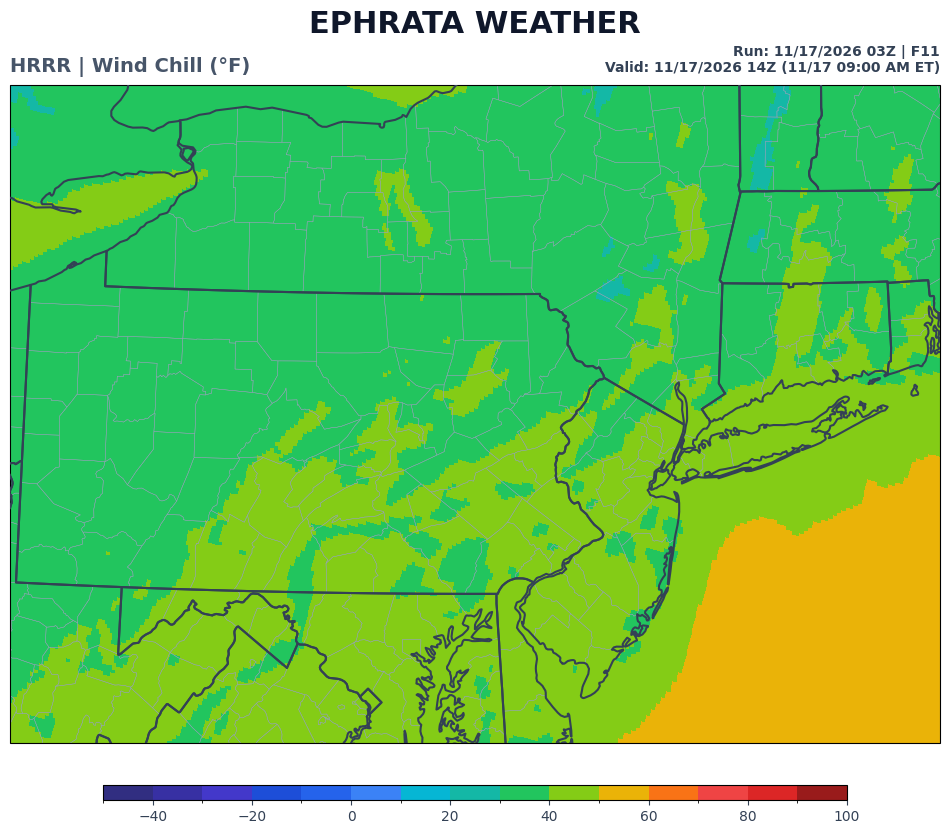 EPHRATA WEATHER
HRRR | Wind Chill (°F)
Run: 11/17/2026 03Z | F11
Valid: 11/17/2026 14Z (11/17 09:00 AM ET)
−40 −20 0 20 40 60 80 100